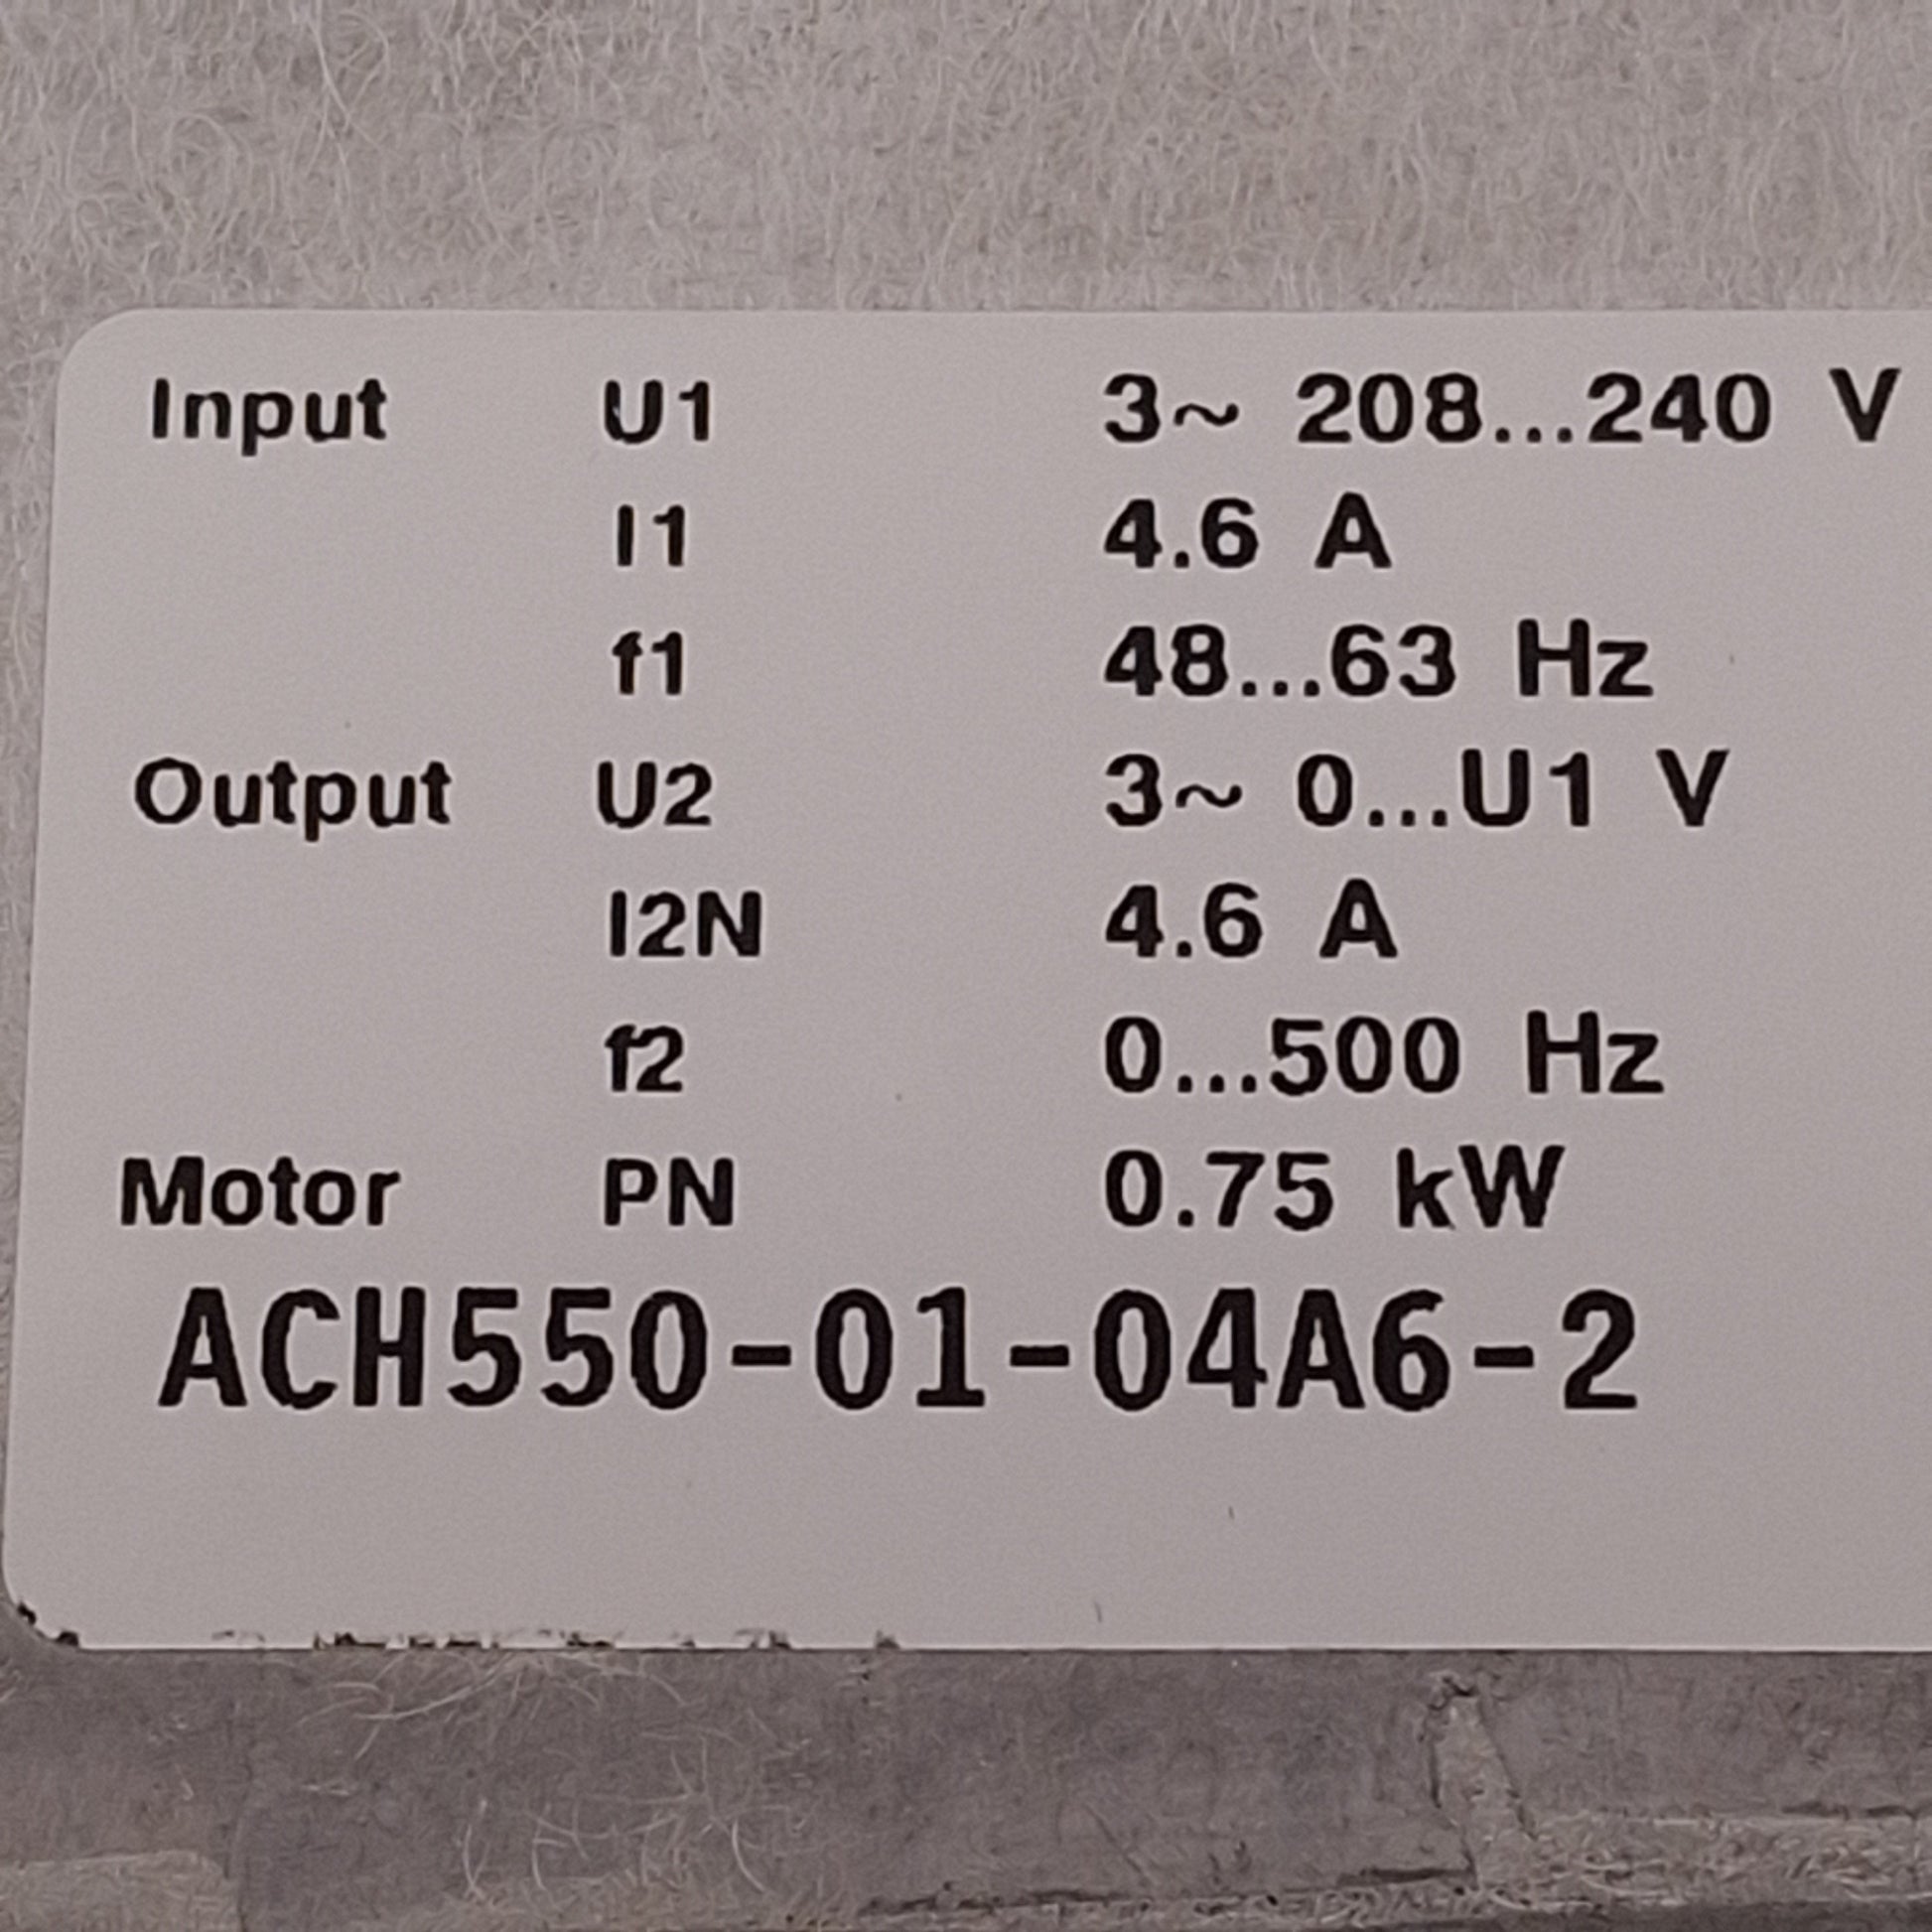 Input U1 3~ 208...240 V
I1 4.6 A
f1 48...63 Hz
Output U2 3~ 0...U1 V
I2N 4.6 A
f2 0...500 Hz
Motor PN 0.75 kW
ACH550-01-04A6-2